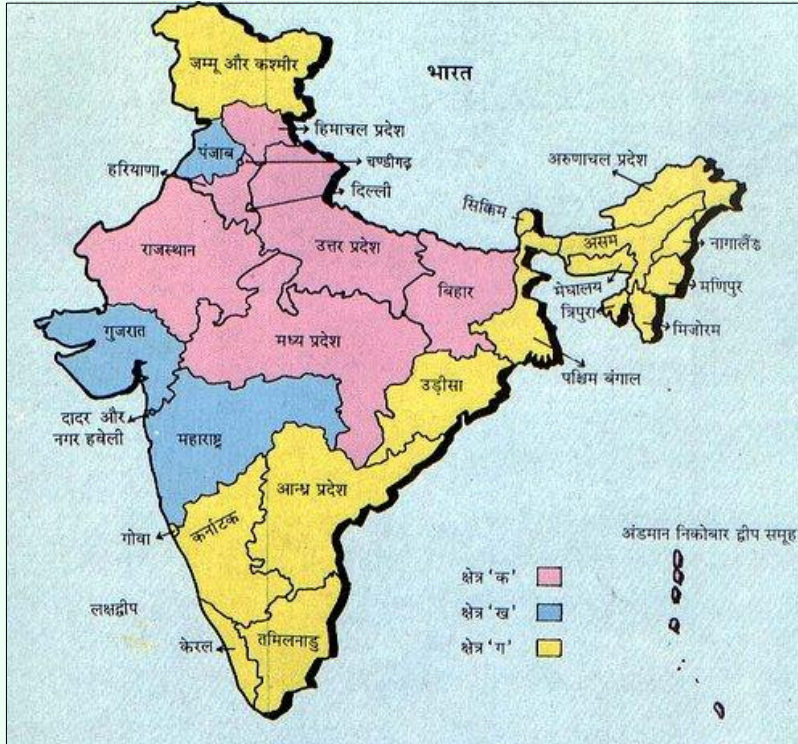 जम्मू और कश्मीर
भारत
हिमाचल प्रदेश
पंजाब
चण्डीगढ़
हरियाणा
दिल्ली
अरुणाचल प्रदेश
सिक्किम
राजस्थान
उत्तर प्रदेश
असम
नागालैंड
बिहार
मेघालय
मणिपुर
त्रिपुरा
मिजोरम
गुजरात
मध्य प्रदेश
पश्चिम बंगाल
उड़ीसा
दादर और
नगर हवेली
महाराष्ट्र
आन्ध्र प्रदेश
गोवा
कर्नाटक
अंडमान निकोबार द्वीप समूह
क्षेत्र 'क'
लक्षद्वीप
क्षेत्र 'ख'
केरल
तमिलनाडु
क्षेत्र 'ग'